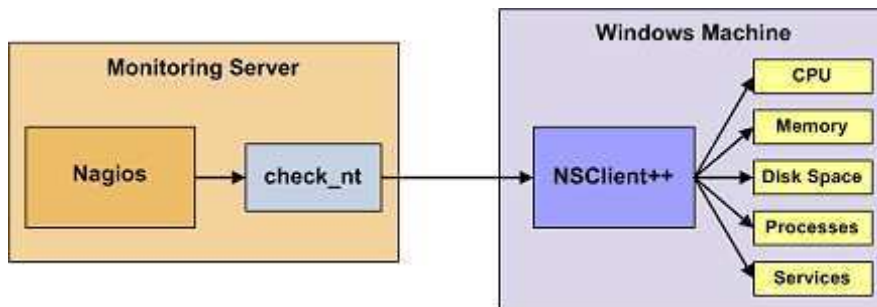 Monitoring Server
Nagios
check_nt
Windows Machine
NSClient++
CPU
Memory
Disk Space
Processes
Services